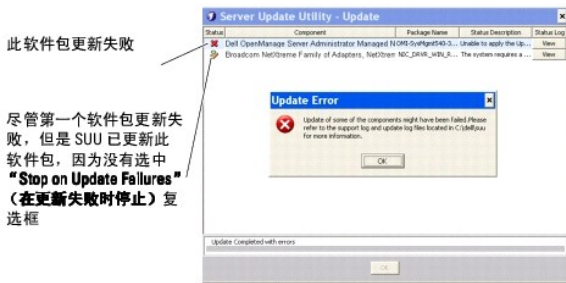 Server Update Utility - Update
Status Component Package Name Status Description Status Log
Dell OpenManage Server Administrator Managed N OMI-SysMgmt540-3... Unable to apply the Up... View
Broadcom NetXtreme Family of Adapters, NetXtrem NIC_DRVR_WIN_R... The system requires a ... View
此软件包更新失败
尽管第一个软件包更新失
败，但是 SUU 已更新此
软件包，因为没有选中
“Stop on Update Failures”
（在更新失败时停止）复
选框
Update Error
Update of some of the components might have been failed.Please
refer to the support log and update log files located in C:\dell\suu
for more information.
OK
Update Completed with errors
OK